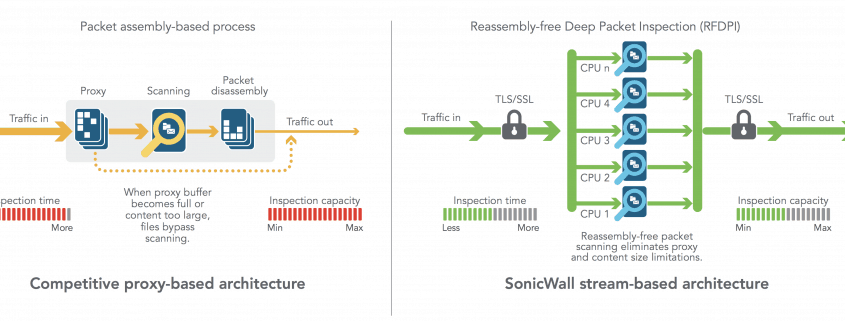 Packet assembly-based process
Proxy
Scanning
Packet
disassembly
Traffic in
Traffic out
When proxy buffer
becomes full or
content too large,
files bypass
scanning.
spection time
More
Inspection capacity
Min
Max
Competitive proxy-based architecture
Reassembly-free Deep Packet Inspection (RFDPI)
CPU n
CPU 4
CPU 3
CPU 2
CPU 1
Traffic in
TLS/SSL
TLS/SSL
Traffic out
Inspection time
Less
More
Inspection capacity
Min
Max
Reassembly-free packet
scanning eliminates proxy
and content size limitations.
SonicWall stream-based architecture